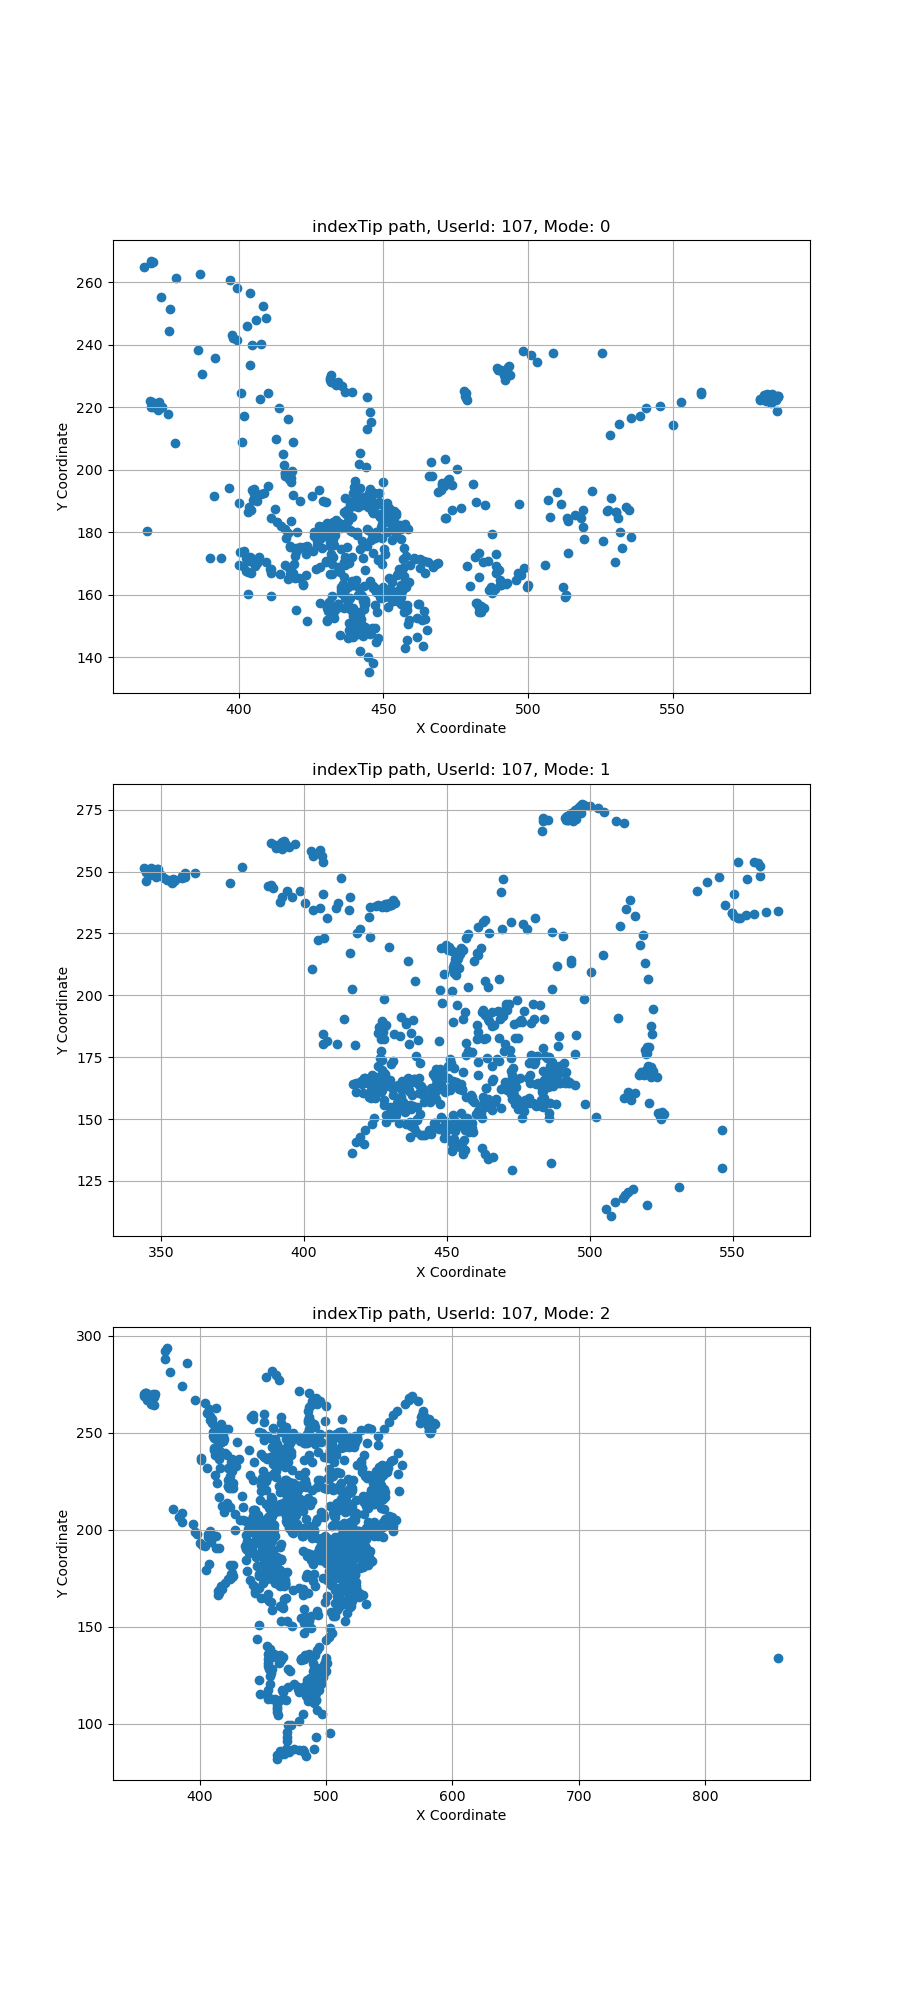 indexTip path, UserId: 107, Mode: 0
260
240
220
200
180
160
140
Y Coordinate
400 450 500 550
X Coordinate
indexTip path, UserId: 107, Mode: 1
275
250
225
200
175
150
125
Y Coordinate
350 400 450 500 550
X Coordinate
indexTip path, UserId: 107, Mode: 2
300
250
200
150
100
Y Coordinate
400 500 600 700 800
X Coordinate